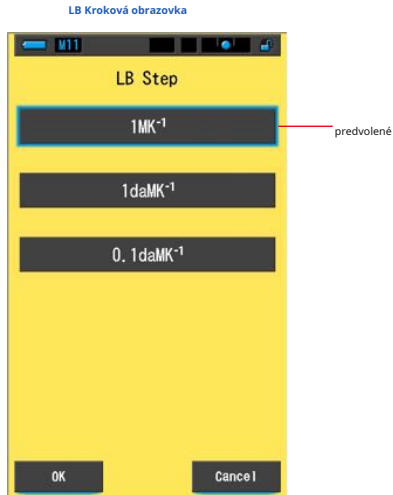 LB Kroková obrazovka
M11
LB Step
1MK⁻¹
predvolené
1daMK⁻¹
0.1daMK⁻¹
OK
Cancel